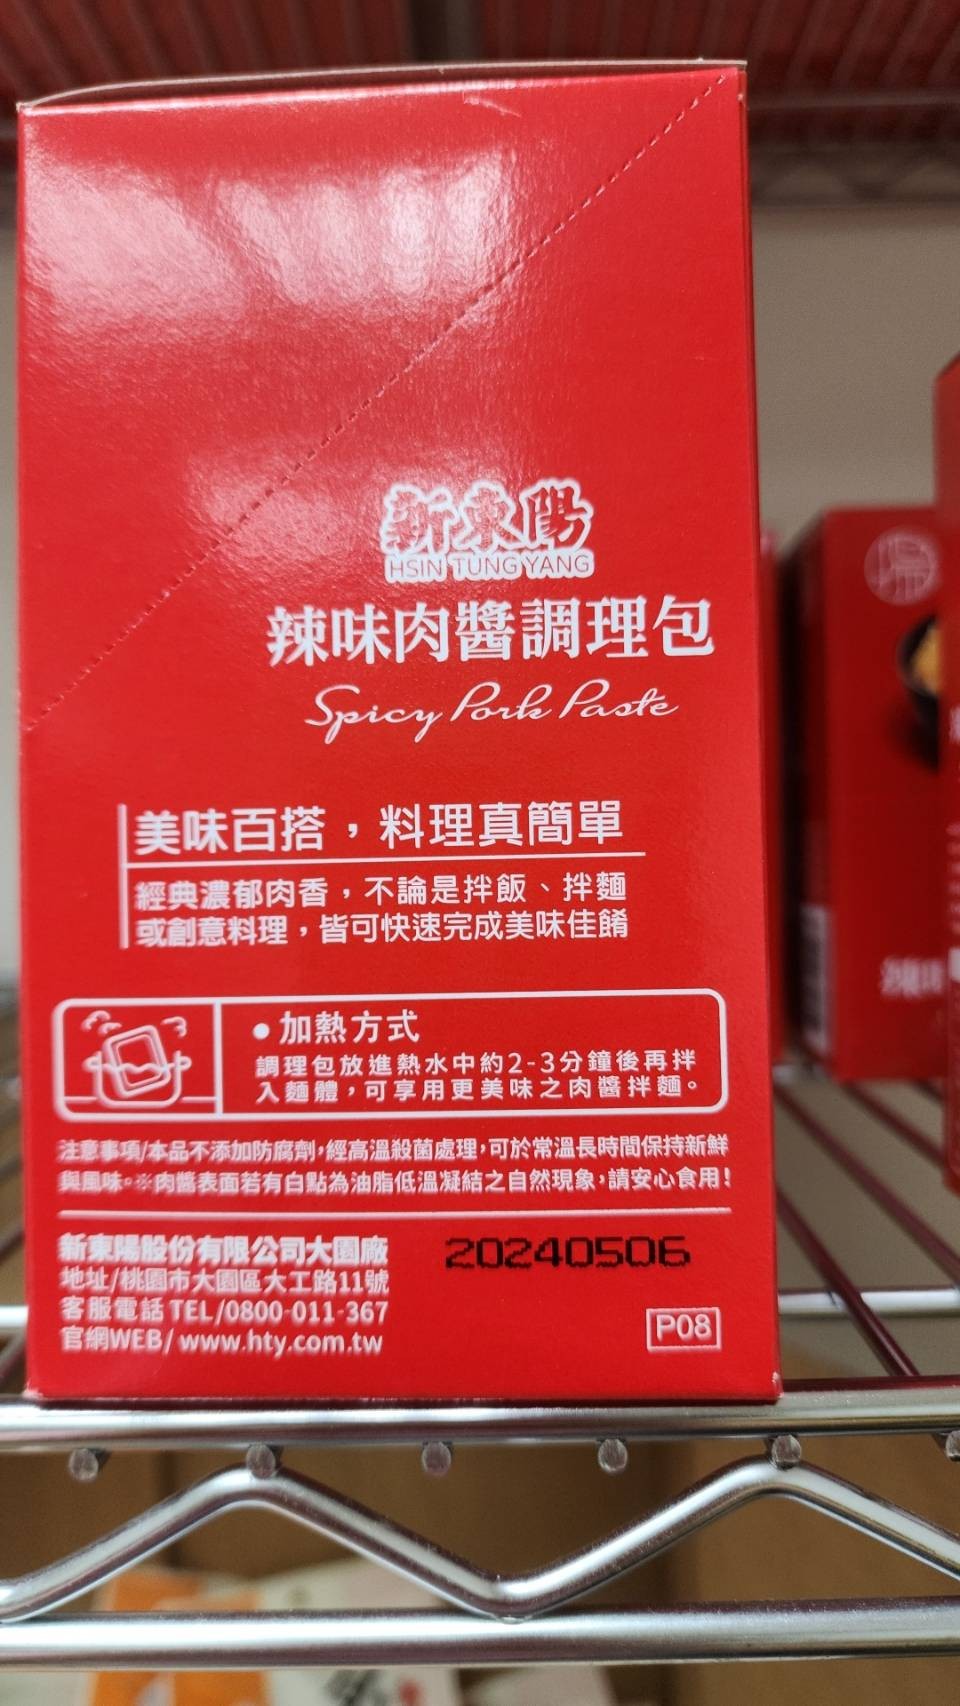 新東陽
HSIN TUNG YANG
辣味肉醬調理包
Spicy Pork Paste
美味百搭，料理真簡單
經典濃郁肉香，不論是拌飯、拌麵
或創意料理，皆可快速完成美味佳餚
●加熱方式
調理包放進熱水中約2-3分鐘後再拌
入麵體，可享用更美味之肉醬拌麵。
注意事項/本品不添加防腐劑，經高溫殺菌處理，可於常溫長時間保持新鮮
與風味。※肉醬表面若有白點為油脂低溫凝結之自然現象，請安心食用！
新東陽股份有限公司大園廠
地址/桃園市大園區大工路11號
客服電話 TEL/0800-011-367
官網WEB/ www.hty.com.tw
20240506
P08